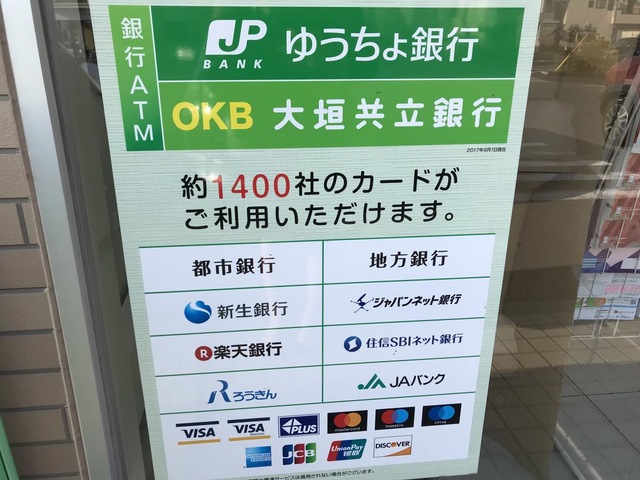 銀行ATM
JP BANK ゆうちょ銀行
OKB 大垣共立銀行
2017年8月1日現在
約1400社のカードが
ご利用いただけます。
都市銀行 地方銀行
新生銀行 ジャパンネット銀行
楽天銀行 住信SBIネット銀行
ろうきん JAバンク
VISA VISA PLUS mastercard maestro cirrus
AMERICAN EXPRESS JCB UnionPay 银联 DISCOVER